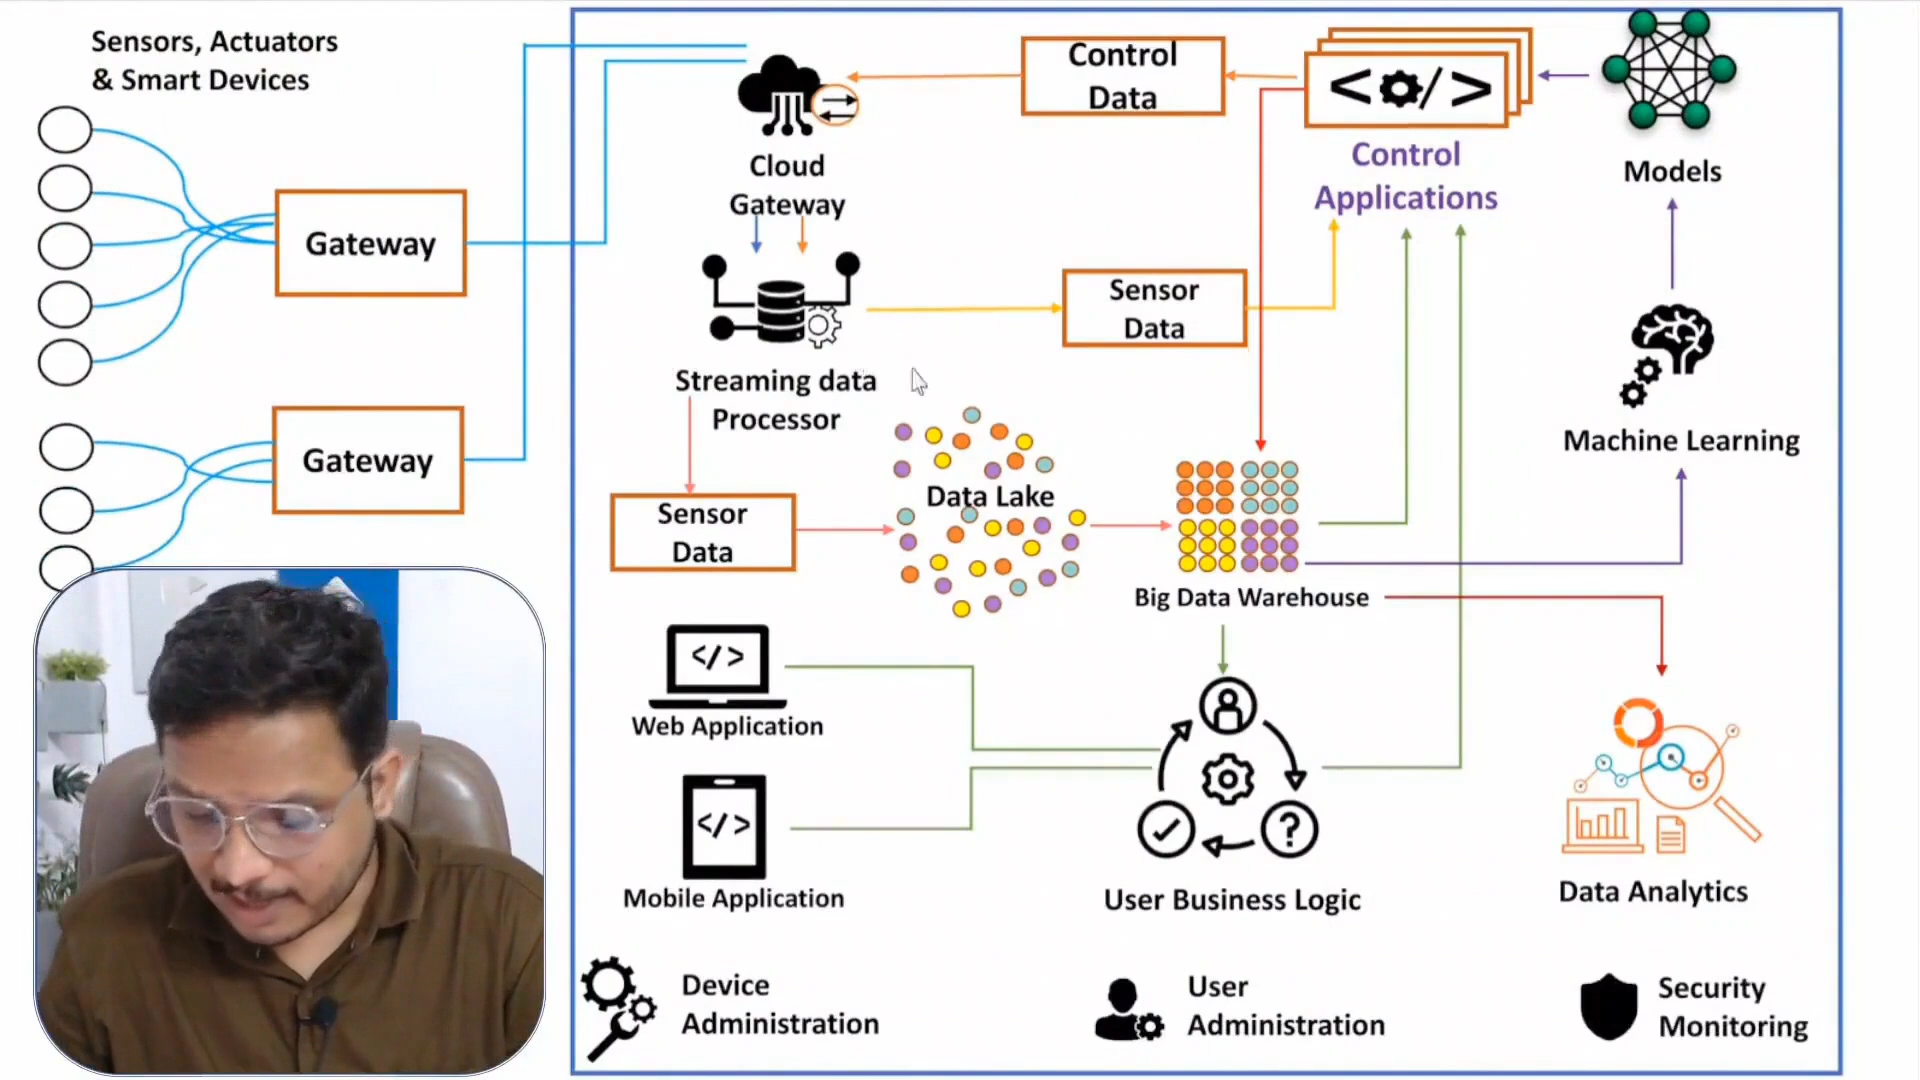 Sensors, Actuators
& Smart Devices
Gateway
Gateway
Cloud
Gateway
Control
Data
< /> 
Control
Applications
Models
Streaming data
Processor
Sensor
Data
Machine Learning
Sensor
Data
Data Lake
Big Data Warehouse
</>
Web Application
</>
Mobile Application
?
User Business Logic
Data Analytics
Device
Administration
User
Administration
Security
Monitoring